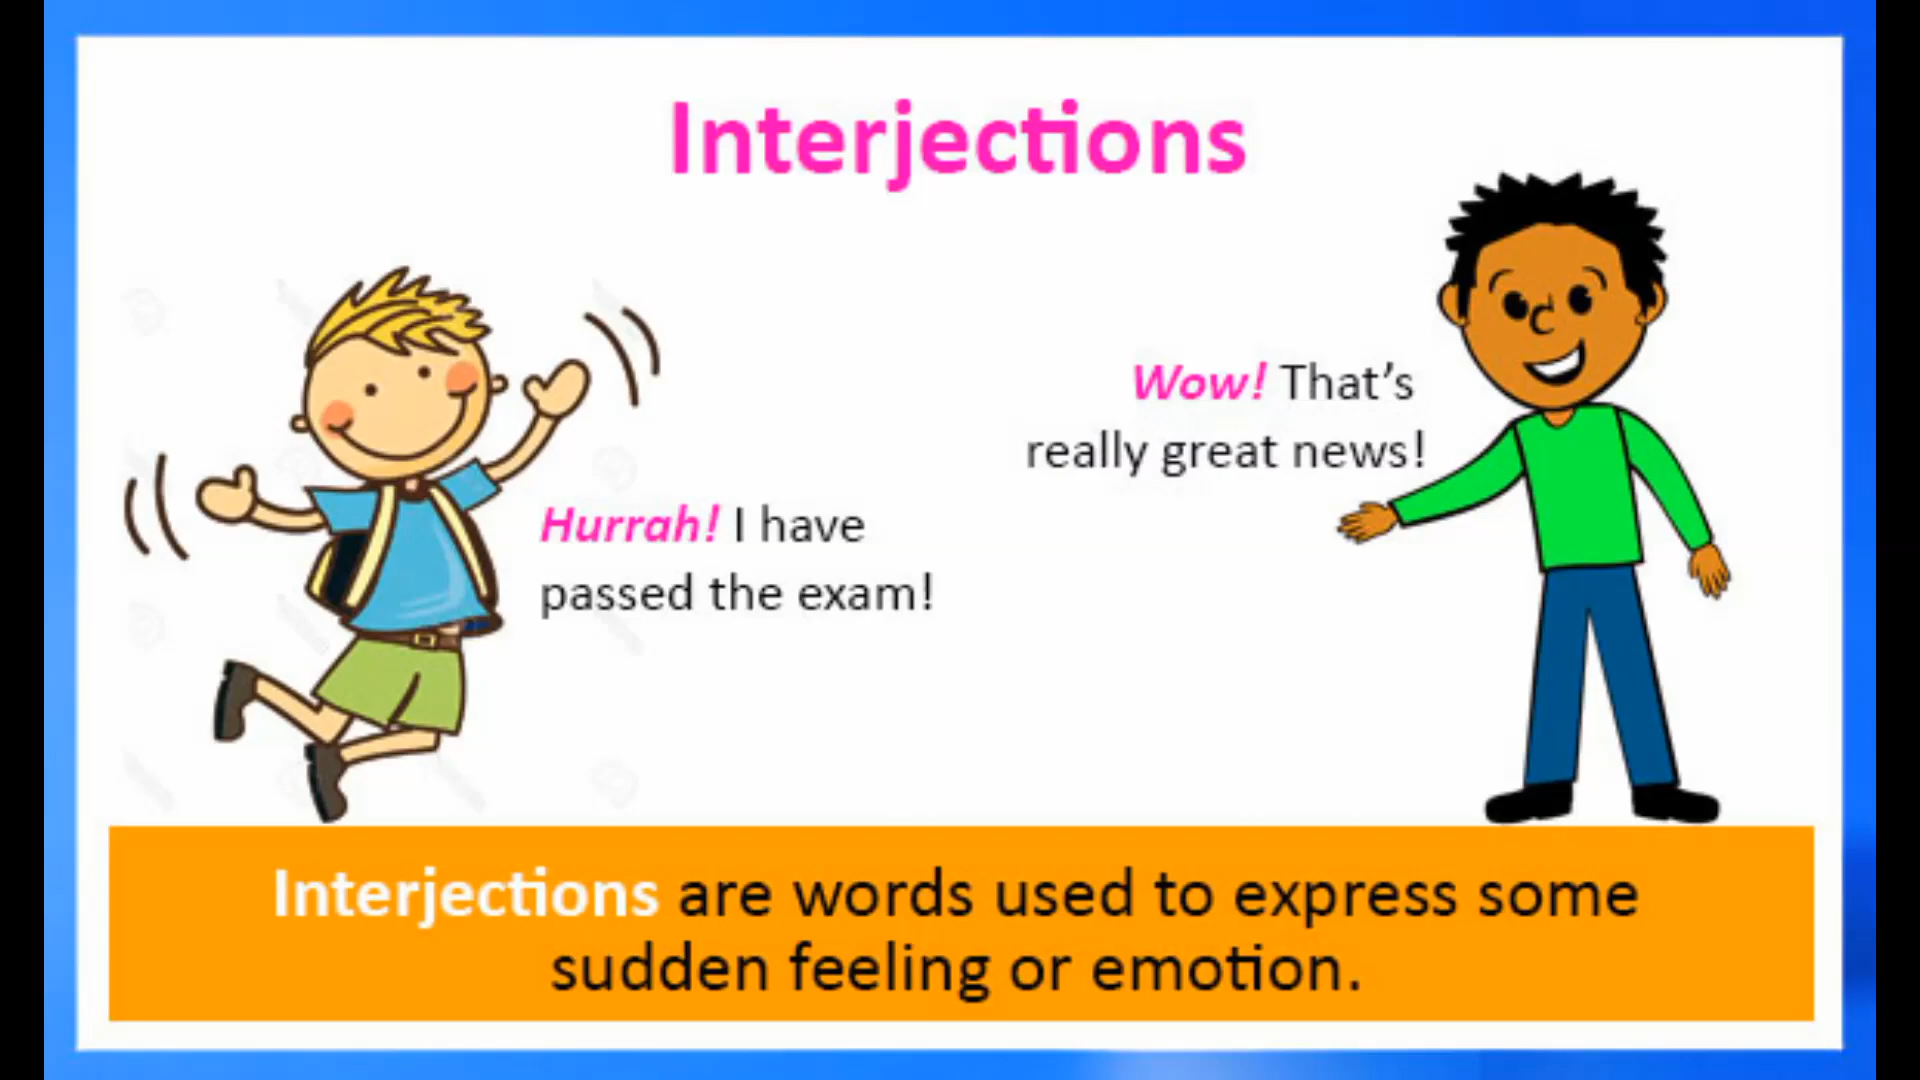 Interjections
Wow! That's
really great news!
Hurrah! I have
passed the exam!
Interjections are words used to express some
sudden feeling or emotion.